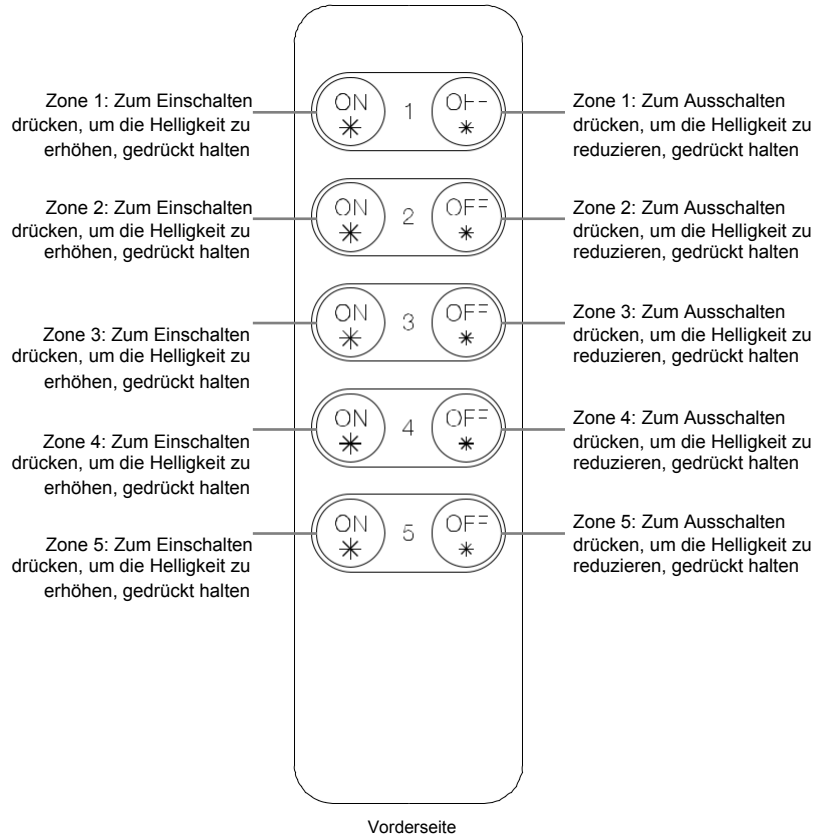 Zone 1: Zum Einschalten
drücken, um die Helligkeit zu
erhöhen, gedrückt halten
ON 1 OFF
Zone 1: Zum Ausschalten
drücken, um die Helligkeit zu
reduzieren, gedrückt halten
Zone 2: Zum Einschalten
drücken, um die Helligkeit zu
erhöhen, gedrückt halten
ON 2 OFF
Zone 2: Zum Ausschalten
drücken, um die Helligkeit zu
reduzieren, gedrückt halten
Zone 3: Zum Einschalten
drücken, um die Helligkeit zu
erhöhen, gedrückt halten
ON 3 OFF
Zone 3: Zum Ausschalten
drücken, um die Helligkeit zu
reduzieren, gedrückt halten
Zone 4: Zum Einschalten
drücken, um die Helligkeit zu
erhöhen, gedrückt halten
ON 4 OFF
Zone 4: Zum Ausschalten
drücken, um die Helligkeit zu
reduzieren, gedrückt halten
Zone 5: Zum Einschalten
drücken, um die Helligkeit zu
erhöhen, gedrückt halten
ON 5 OFF
Zone 5: Zum Ausschalten
drücken, um die Helligkeit zu
reduzieren, gedrückt halten
Vorderseite